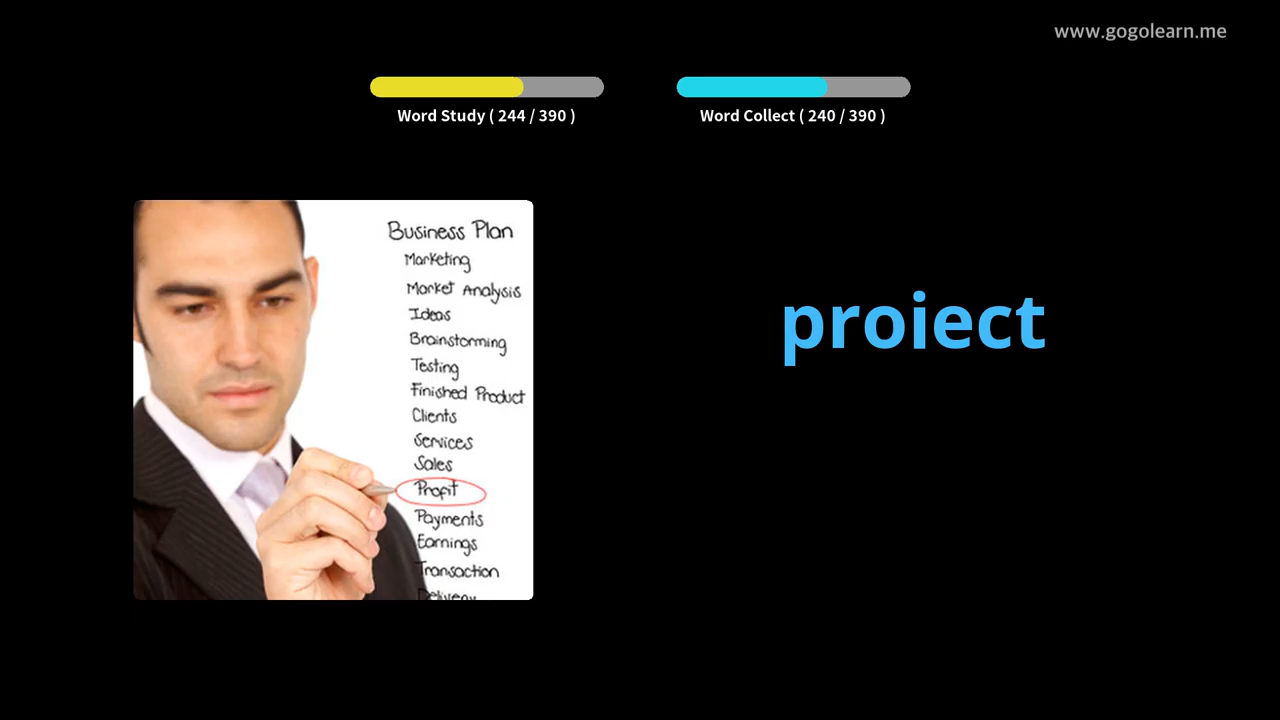 www.gogolearn.me
Word Study ( 244 / 390 )
Word Collect ( 240 / 390 )
Business Plan
Marketing
Market Analysis
Ideas
Brainstorming
Testing
Finished Product
Clients
Services
Sales
Profit
Payments
Earnings
Transaction
Delivery
proiect